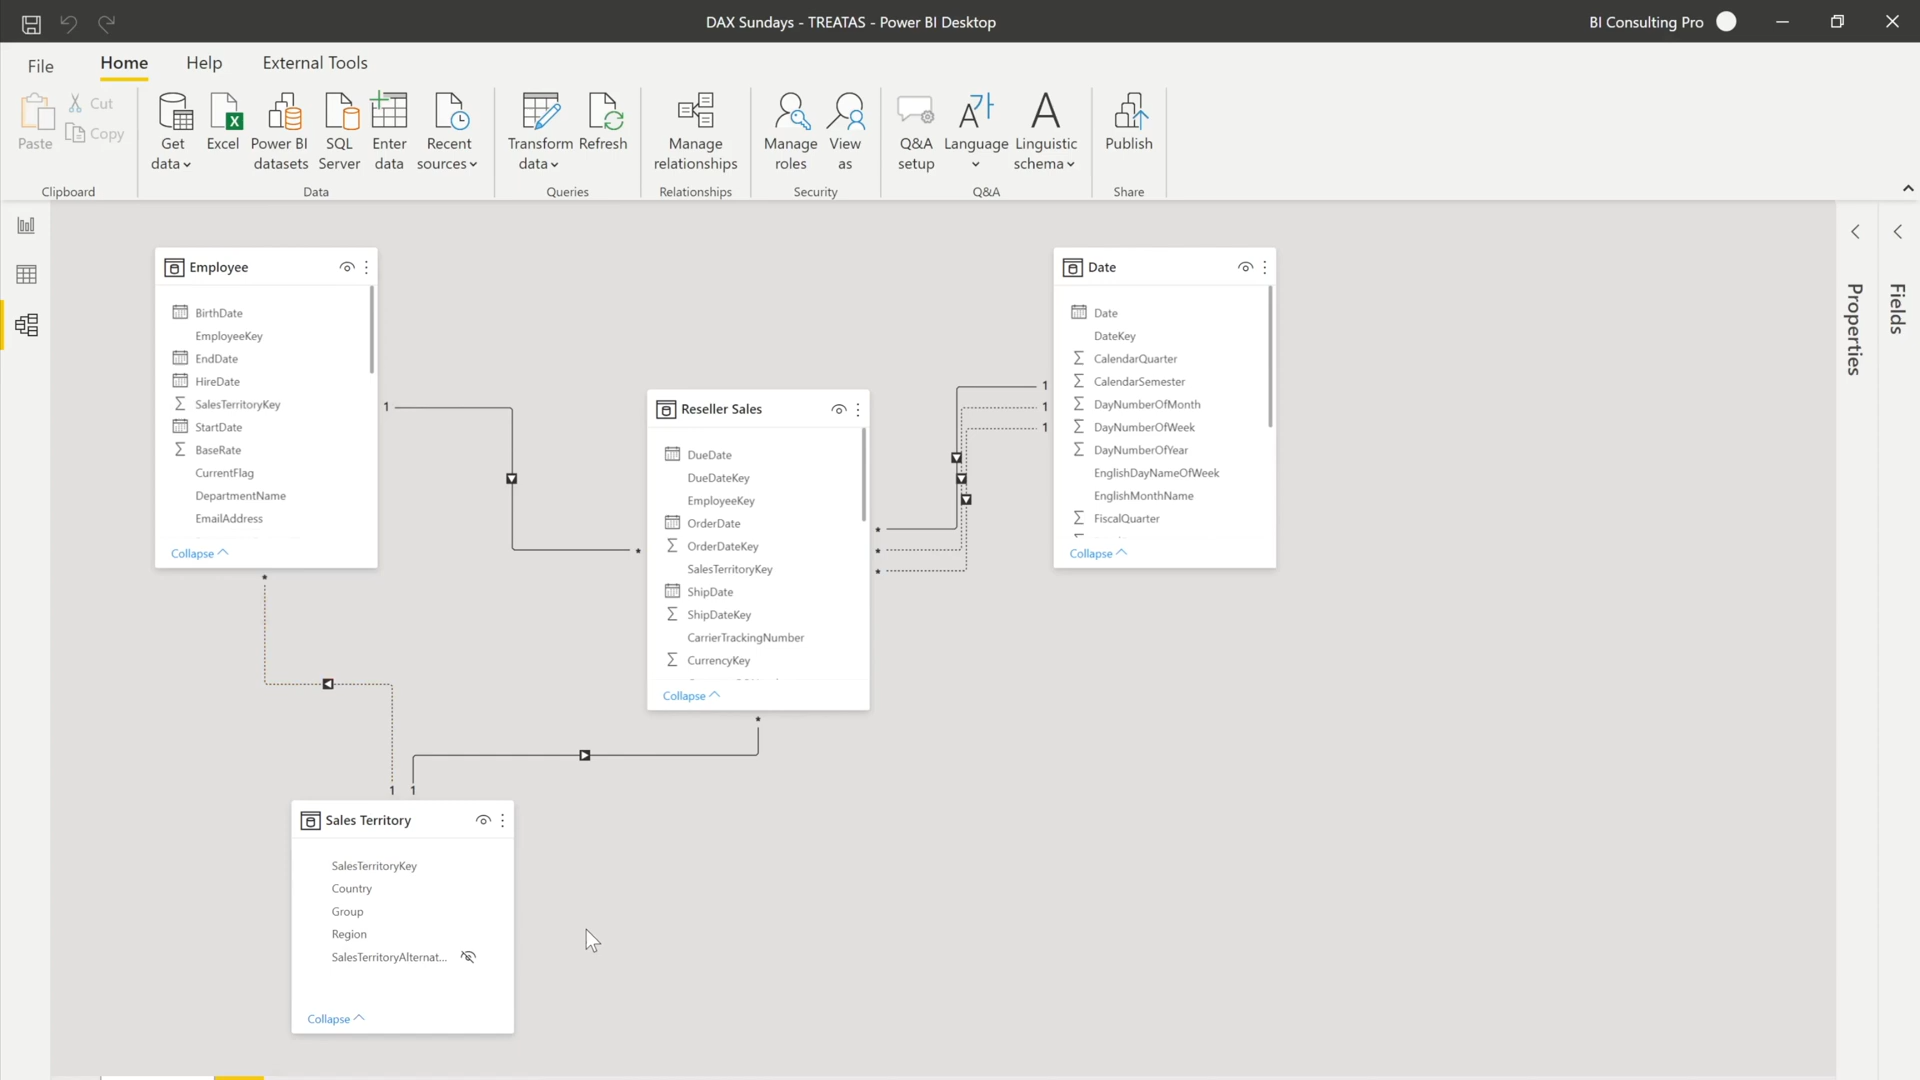 DAX Sundays - TREATAS - Power BI Desktop
BI Consulting Pro
File
Home
Help
External Tools
Paste
Cut
Copy
Get data
Excel
Power BI datasets
SQL Server
Enter data
Recent sources
Transform data
Refresh
Manage relationships
Manage roles
View as
Q&A setup
Language
Linguistic schema
Publish
Clipboard
Data
Queries
Relationships
Security
Q&A
Share
Employee
BirthDate
EmployeeKey
EndDate
HireDate
SalesTerritoryKey
StartDate
BaseRate
CurrentFlag
DepartmentName
EmailAddress
Collapse
1
*
*
Reseller Sales
DueDate
DueDateKey
EmployeeKey
OrderDate
OrderDateKey
SalesTerritoryKey
ShipDate
ShipDateKey
CarrierTrackingNumber
CurrencyKey
Collapse
*
*
*
*
1
1
1
Date
Date
DateKey
CalendarQuarter
CalendarSemester
DayNumberOfMonth
DayNumberOfWeek
DayNumberOfYear
EnglishDayNameOfWeek
EnglishMonthName
FiscalQuarter
Collapse
1 1
Sales Territory
SalesTerritoryKey
Country
Group
Region
SalesTerritoryAlternat...
Collapse
Properties
Fields